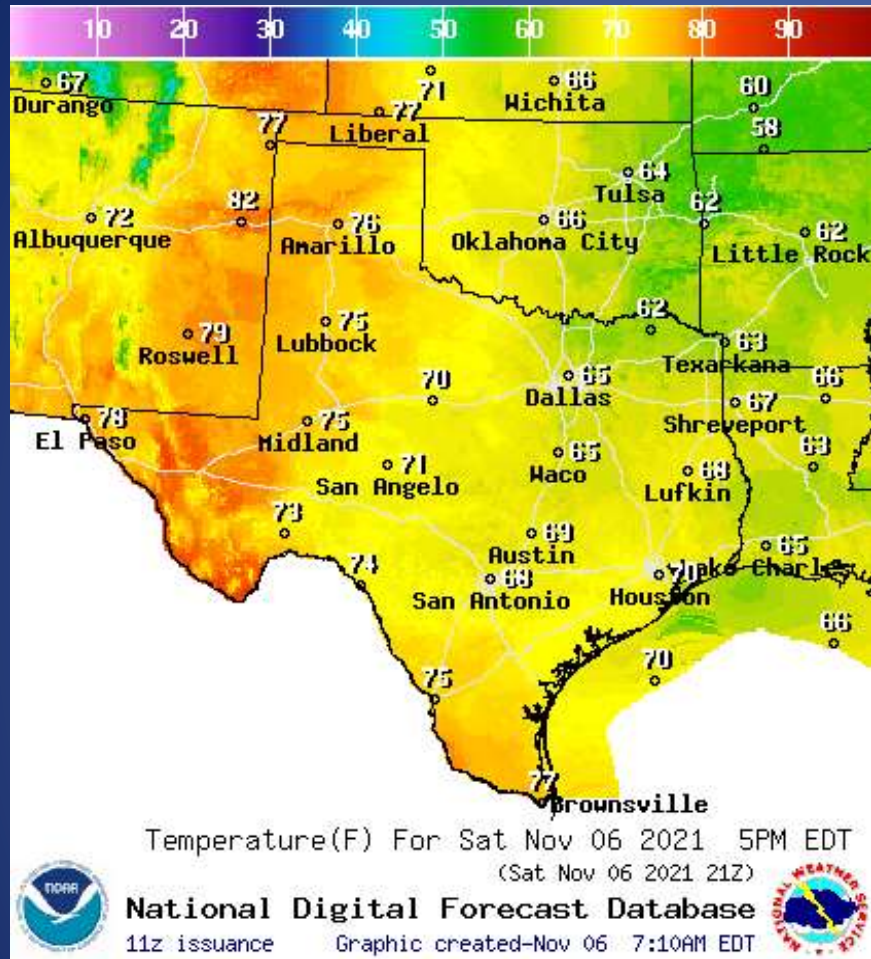 10 20 30 40 50 60 70 80 90
67 71 66 60
Durango 77 Wichita
77 Liberal 58
64
Tulsa
72 82 76 66 62 62
Albuquerque Amarillo Oklahoma City Little Rock
79 75 62 63
Roswell Lubbock Texarkana
70 65 67 66
Dallas Shreveport
78 75 65 68 63
El Paso Midland Waco Lufkin
71
San Angelo
73 69 65
Austin Lake Charles
74 68 70
San Antonio Houston
66
75 70
77
Brownsville
Temperature(F) For Sat Nov 06 2021 5PM EDT
(Sat Nov 06 2021 21Z)
National Digital Forecast Database
11z issuance Graphic created-Nov 06 7:10AM EDT
NOAA
NATIONAL WEATHER SERVICE